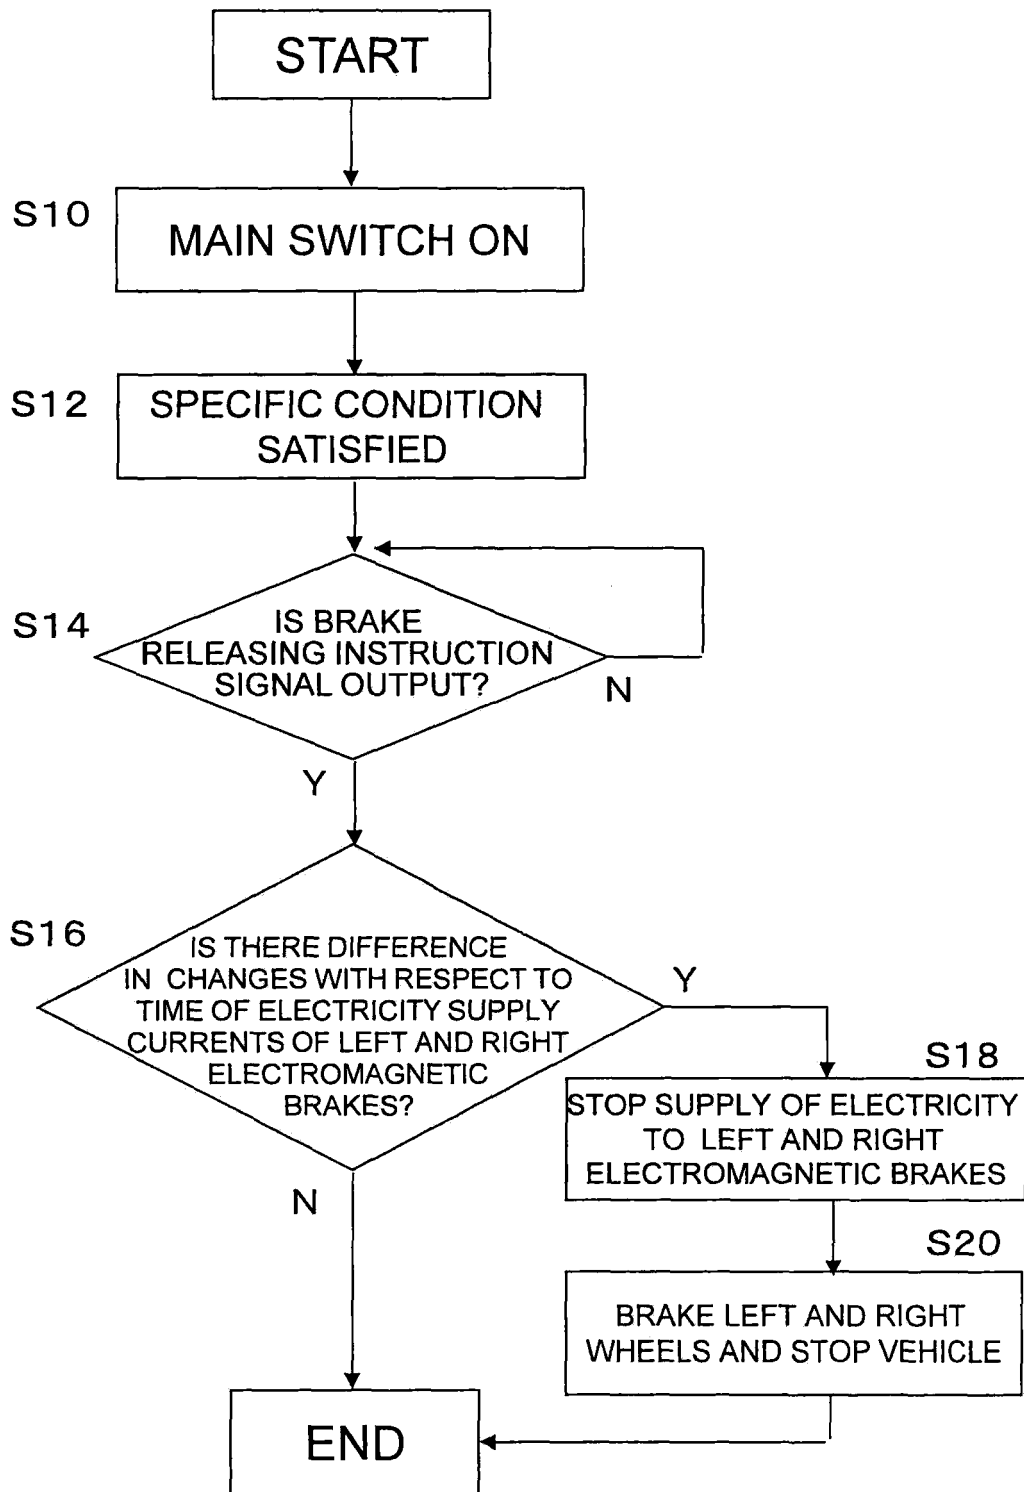 START
S10
MAIN SWITCH ON
S12
SPECIFIC CONDITION
SATISFIED
S14
IS BRAKE
RELEASING INSTRUCTION
SIGNAL OUTPUT?
N
Y
S16
IS THERE DIFFERENCE
IN CHANGES WITH RESPECT TO
TIME OF ELECTRICITY SUPPLY
CURRENTS OF LEFT AND RIGHT
ELECTROMAGNETIC
BRAKES?
Y
N
S18
STOP SUPPLY OF ELECTRICITY
TO LEFT AND RIGHT
ELECTROMAGNETIC BRAKES
S20
BRAKE LEFT AND RIGHT
WHEELS AND STOP VEHICLE
END